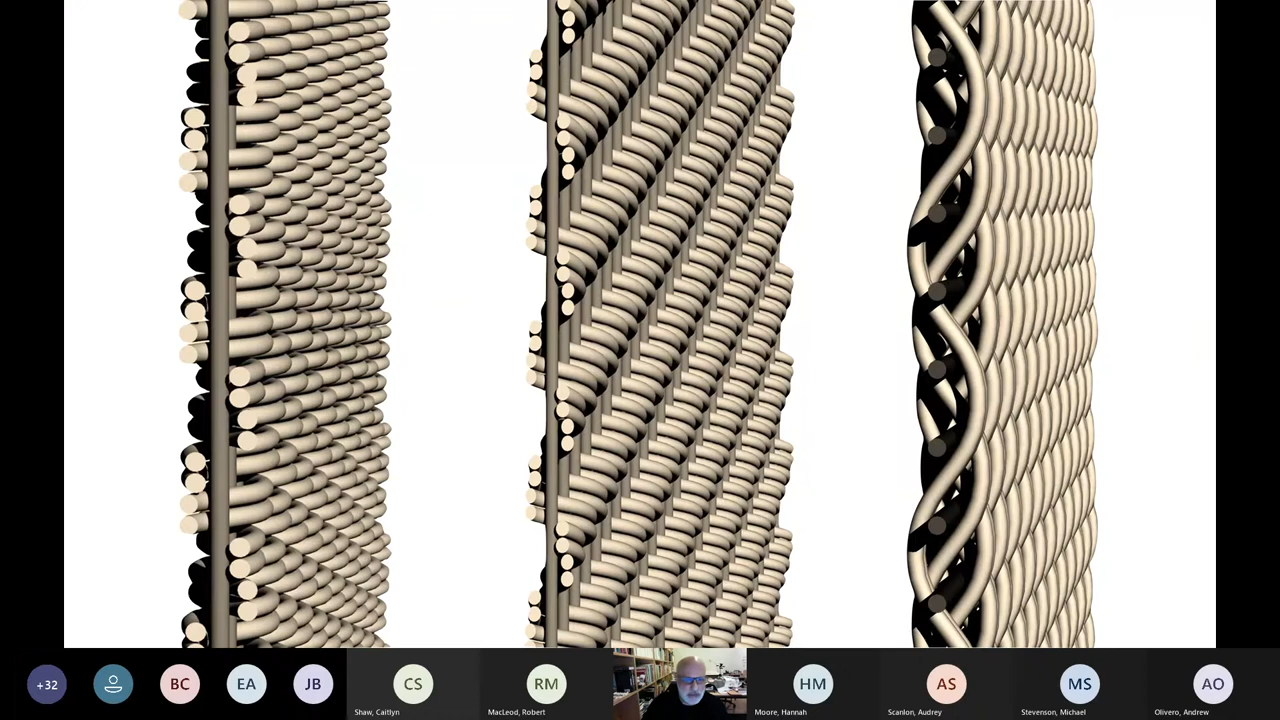 +32
BC
EA
JB
CS
Shaw, Caitlyn
RM
MacLeod, Robert
HM
Moore, Hannah
AS
Scanlon, Audrey
MS
Stevenson, Michael
AO
Olivero, Andrew